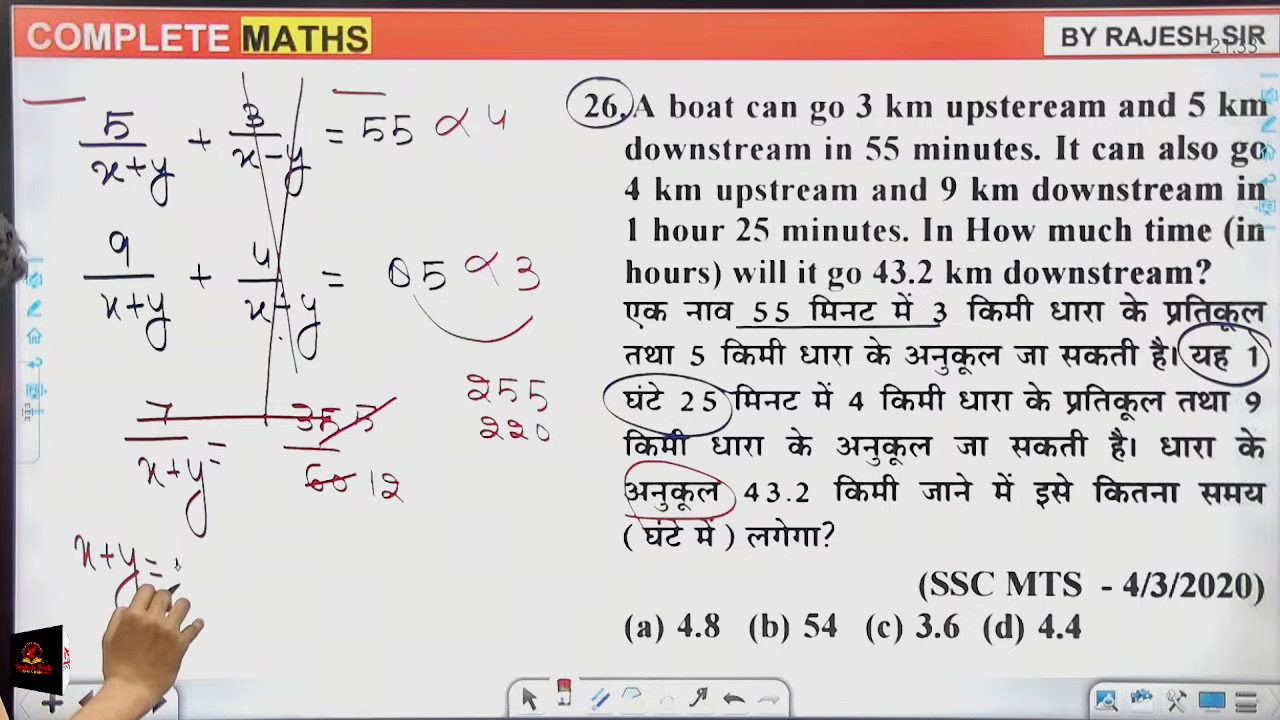 COMPLETE MATHS
BY RAJESH SIR
21:33
5/(x+y) + 3/(x-y) = 55 × 4
9/(x+y) + 4/(x-y) = 85 × 3
255
220
7/(x+y) = 35 7/60 12
x+y =
26. A boat can go 3 km upsteream and 5 km
downstream in 55 minutes. It can also go
4 km upstream and 9 km downstream in
1 hour 25 minutes. In How much time (in
hours) will it go 43.2 km downstream?
एक नाव 55 मिनट में 3 किमी धारा के प्रतिकूल
तथा 5 किमी धारा के अनुकूल जा सकती है। यह 1
घंटे 25 मिनट में 4 किमी धारा के प्रतिकूल तथा 9
किमी धारा के अनुकूल जा सकती है। धारा के
अनुकूल 43.2 किमी जाने में इसे कितना समय
( घंटे में ) लगेगा?
(SSC MTS - 4/3/2020)
(a) 4.8 (b) 54 (c) 3.6 (d) 4.4